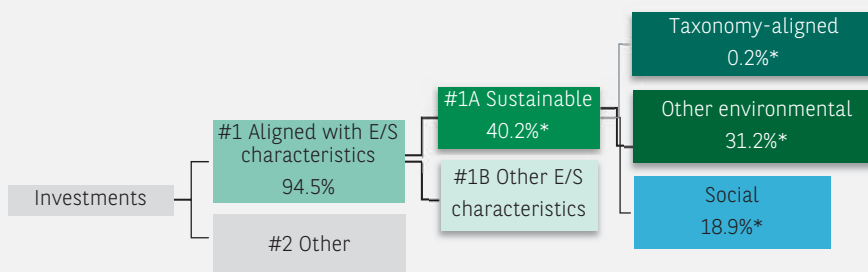 Investments
#1 Aligned with E/S
characteristics
94.5%
#2 Other
#1A Sustainable
40.2%*
#1B Other E/S
characteristics
Taxonomy-aligned
0.2%*
Other environmental
31.2%*
Social
18.9%*